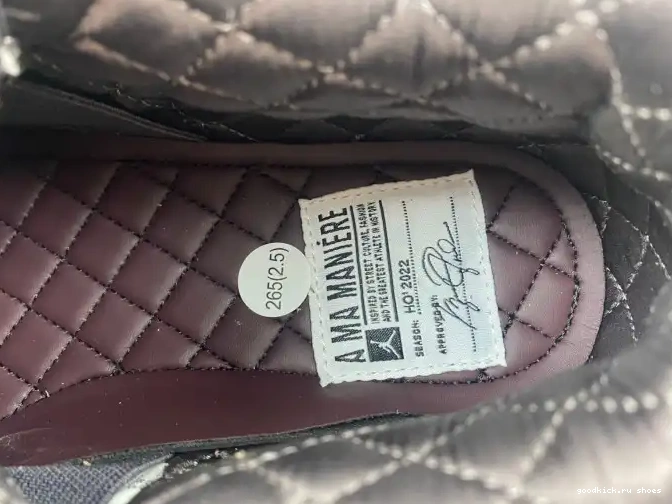 A MA MANIÉRE
INSPIRED BY STREET CULTURE, FASHION
AND THE GREATEST ATHLETE IN HISTORY
SEASON: HO' 2022
APPROVED BY:
265(2.5)
goodkick.ru shoes